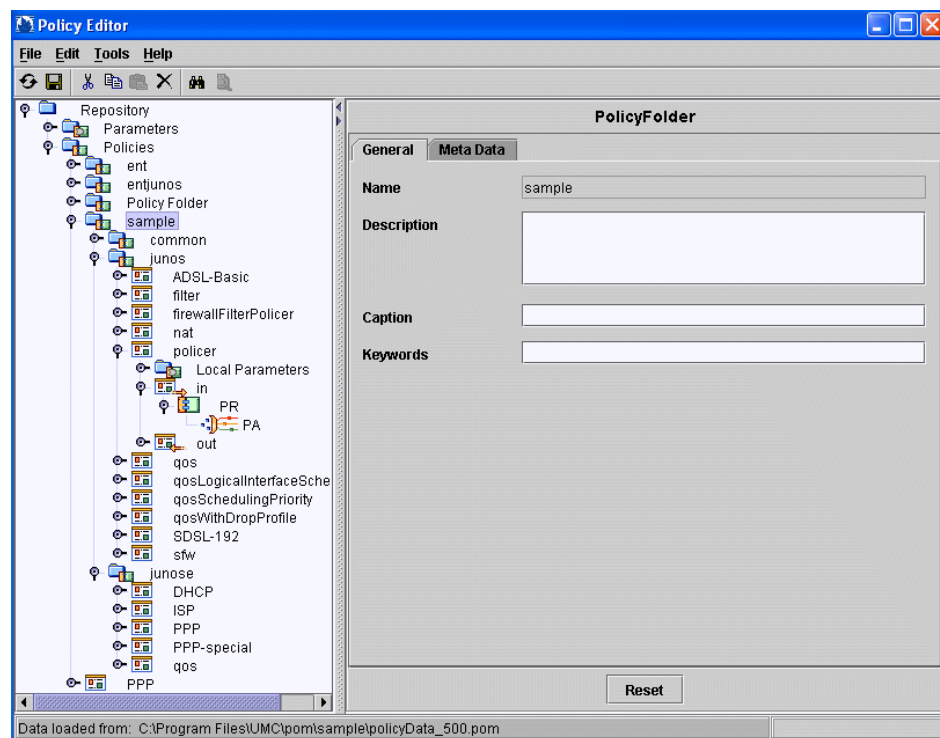 Policy Editor
File Edit Tools Help
Repository
Parameters
Policies
ent
entjunos
Policy Folder
sample
common
junos
ADSL-Basic
filter
firewallFilterPolicer
nat
policer
Local Parameters
in
PR
PA
out
qos
qosLogicalInterfaceSche
qosSchedulingPriority
qosWithDropProfile
SDSL-192
sfw
junose
DHCP
ISP
PPP
PPP-special
qos
PPP
PolicyFolder
General Meta Data
Name sample
Description
Caption
Keywords
Reset
Data loaded from: C:\Program Files\UMC\pom\sample\policyData_500.pom